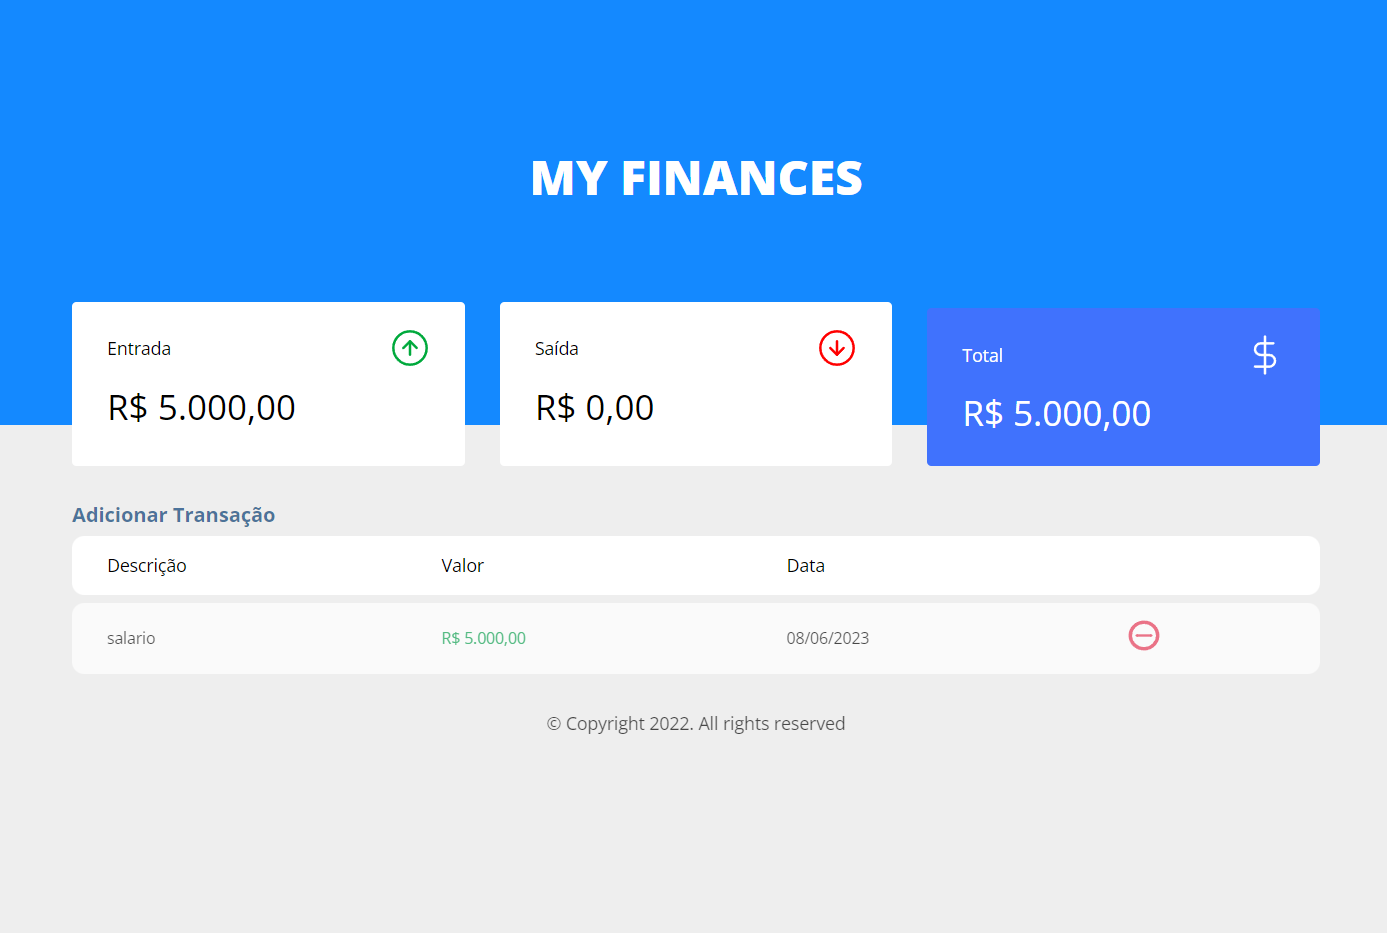 MY FINANCES
Entrada
R$ 5.000,00
Saída
R$ 0,00
Total
$
R$ 5.000,00
Adicionar Transação
Descrição Valor Data
salario R$ 5.000,00 08/06/2023
© Copyright 2022. All rights reserved